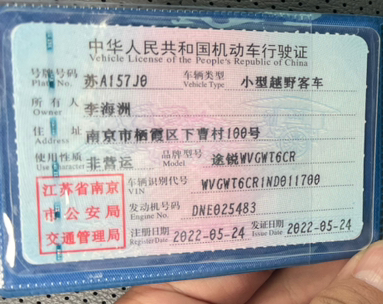 中华人民共和国机动车行驶证
Vehicle License of the People's Republic of China
号牌号码 苏A157J0 车辆类型 小型越野客车
Plate No. Vehicle Type
所有人 李海洲
Owner
住址 南京市栖霞区下曹村100号
Address
使用性质 非营运 品牌型号 途锐WVGWT6CR
Use Character Model
江苏省南京 车辆识别代号 WVGWT6CR1ND011700
VIN
市公安局 发动机号码 DNE025483
Engine No.
交通管理局 注册日期 2022-05-24 发证日期 2022-05-24
Register Date Issue Date